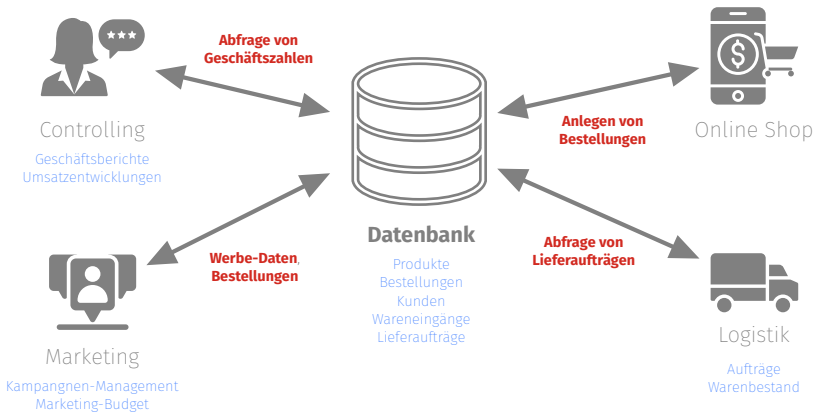 Abfrage von
Geschäftszahlen
Controlling
Geschäftsberichte
Umsatzentwicklungen
Anlegen von
Bestellungen
Online Shop
Werbe-Daten,
Bestellungen
Datenbank
Produkte
Bestellungen
Kunden
Wareneingänge
Lieferaufträge
Abfrage von
Lieferaufträgen
Marketing
Kampangnen-Management
Marketing-Budget
Logistik
Aufträge
Warenbestand